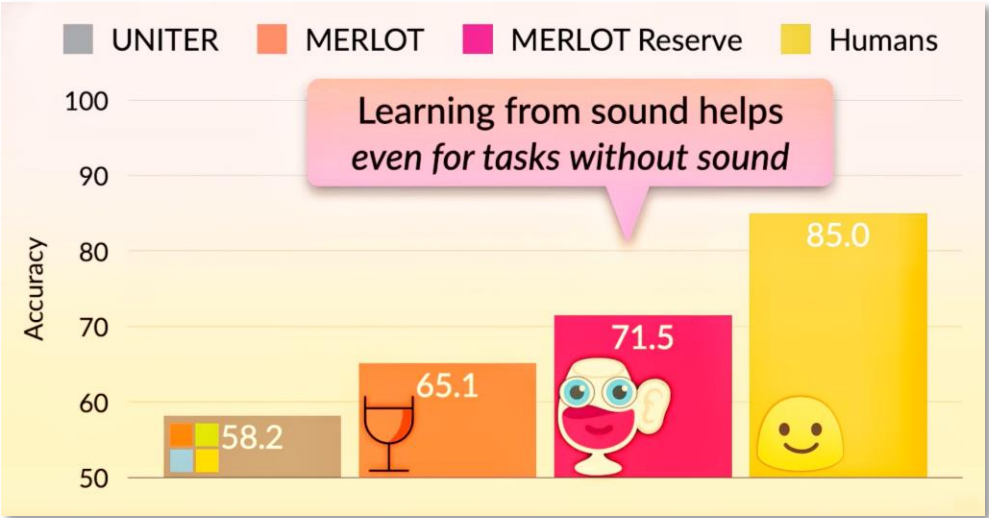 UNITER MERLOT MERLOT Reserve Humans
Learning from sound helps
even for tasks without sound
Accuracy
100
90
80
70
60
50
58.2
65.1
71.5
85.0